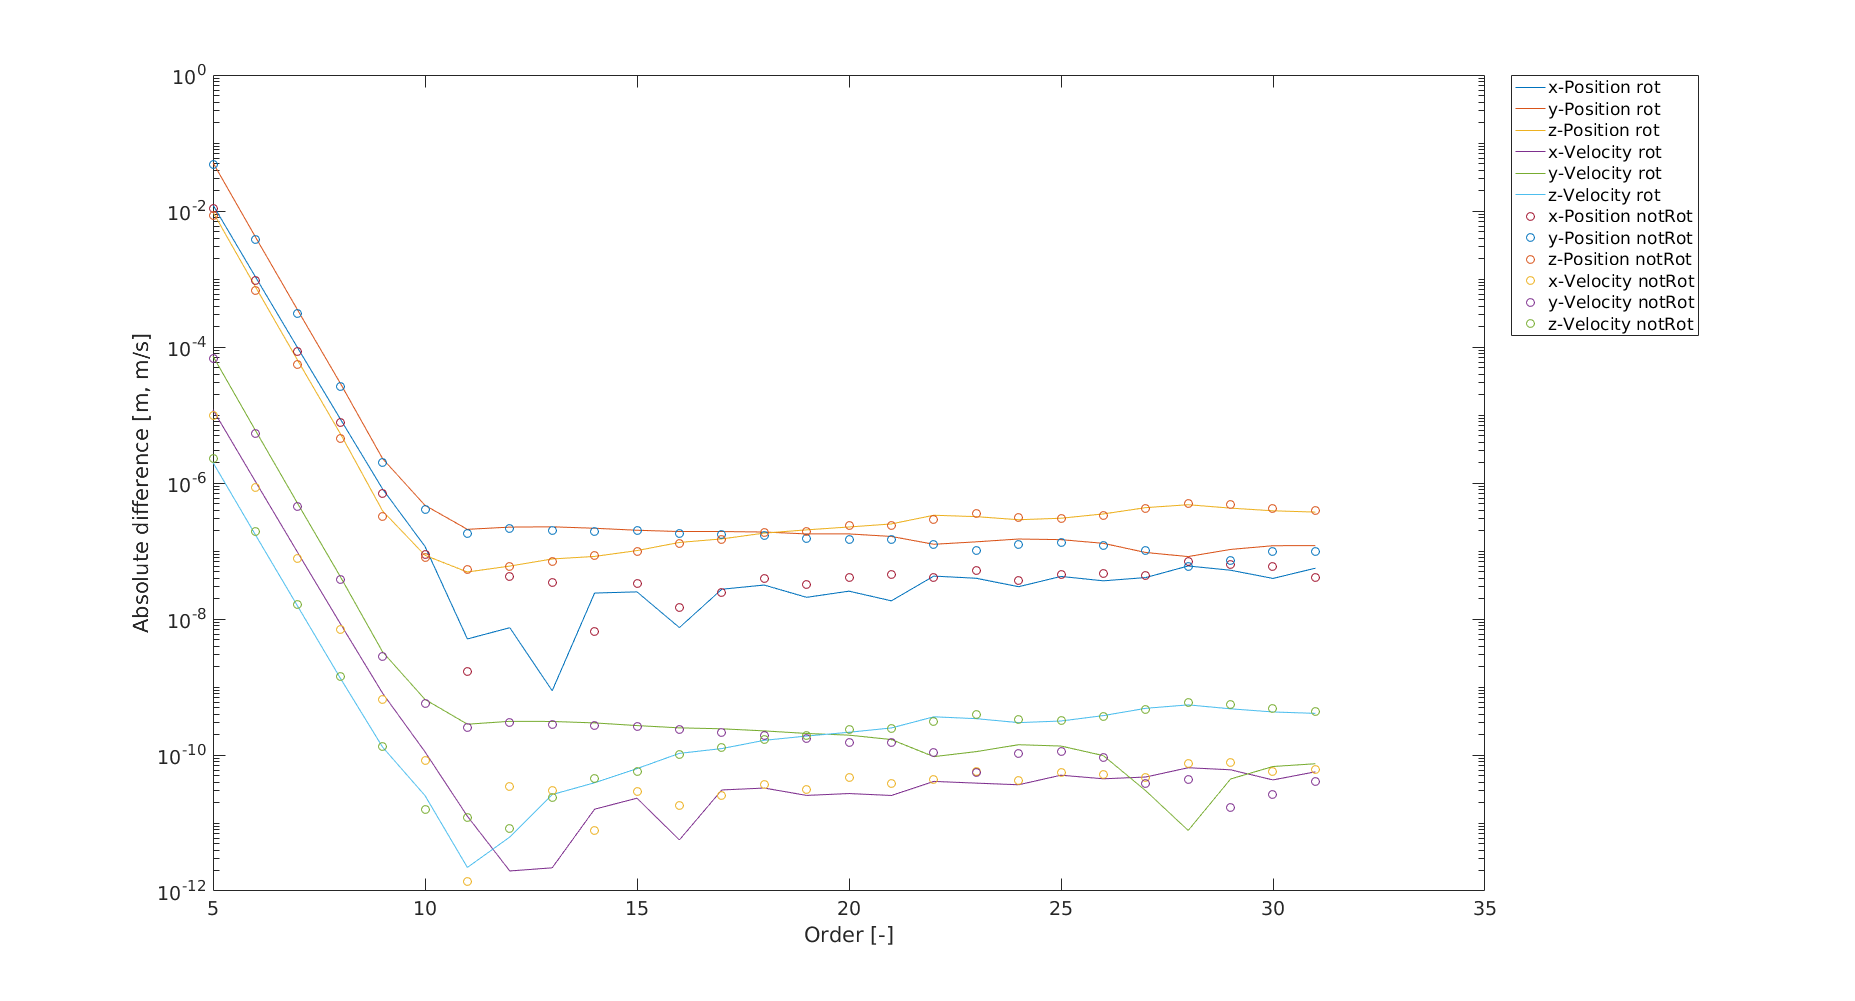 10^0
10^-2
10^-4
10^-6
10^-8
10^-10
10^-12
Absolute difference [m, m/s]
5 10 15 20 25 30 35
Order [-]
x-Position rot
y-Position rot
z-Position rot
x-Velocity rot
y-Velocity rot
z-Velocity rot
x-Position notRot
y-Position notRot
z-Position notRot
x-Velocity notRot
y-Velocity notRot
z-Velocity notRot